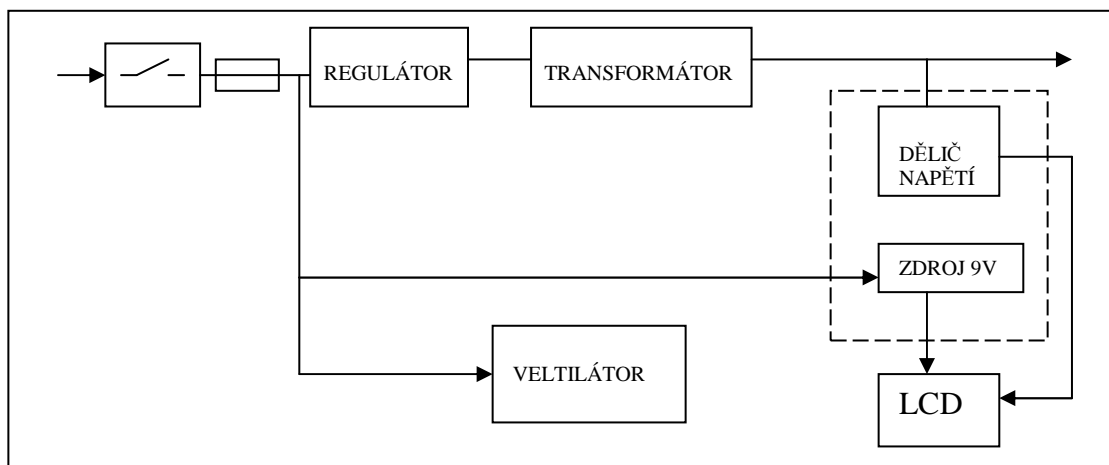 REGULÁTOR
TRANSFORMÁTOR
DĚLIČ
NAPĚTÍ
ZDROJ 9V
VELTILÁTOR
LCD